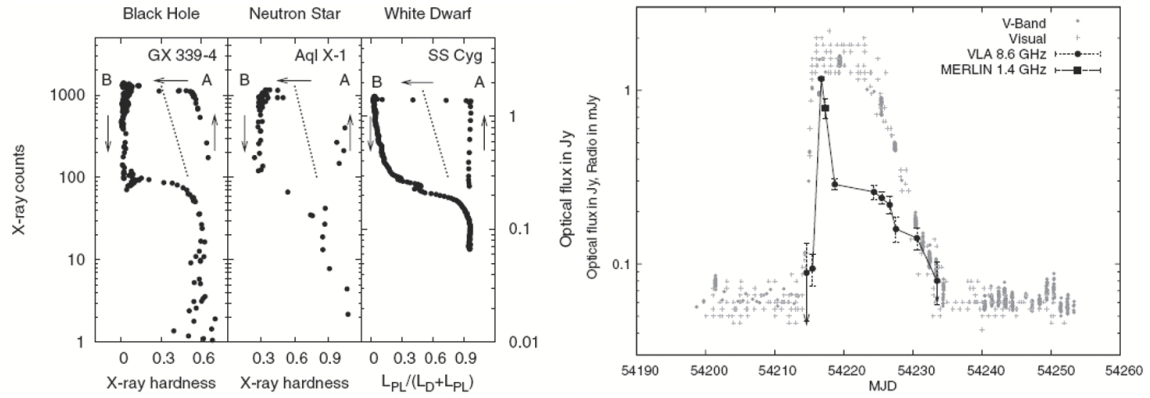 Black Hole
Neutron Star
White Dwarf
GX 339-4
Aql X-1
SS Cyg
B
A
B
A
B
A
X-ray counts
1000
100
10
1
0
0.3
0.6
0.3
0.6
0.9
0
0.3
0.6
0.9
X-ray hardness
X-ray hardness
L_PL/(L_D+L_PL)
1
0.1
0.01
Optical flux in Jy
Optical flux in Jy, Radio in mJy
V-Band
Visual
VLA 8.6 GHz
MERLIN 1.4 GHz
1
0.1
54190
54200
54210
54220
54230
54240
54250
54260
MJD